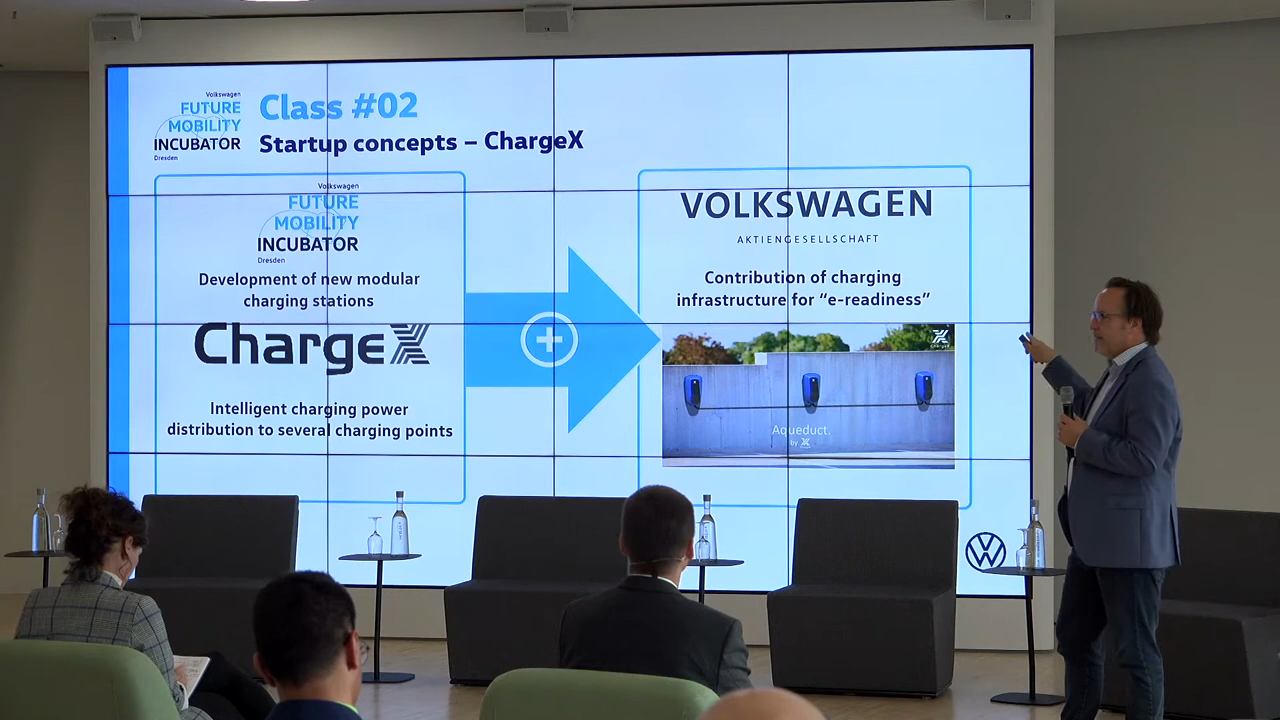 Volkswagen
FUTURE
MOBILITY
INCUBATOR
Dresden
Class #02
Startup concepts – ChargeX
Volkswagen
FUTURE
MOBILITY
INCUBATOR
Dresden
Development of new modular
charging stations
ChargeX
Intelligent charging power
distribution to several charging points
VOLKSWAGEN
AKTIENGESELLSCHAFT
Contribution of charging
infrastructure for “e-readiness”
ChargeX
Aqueduct.
by X